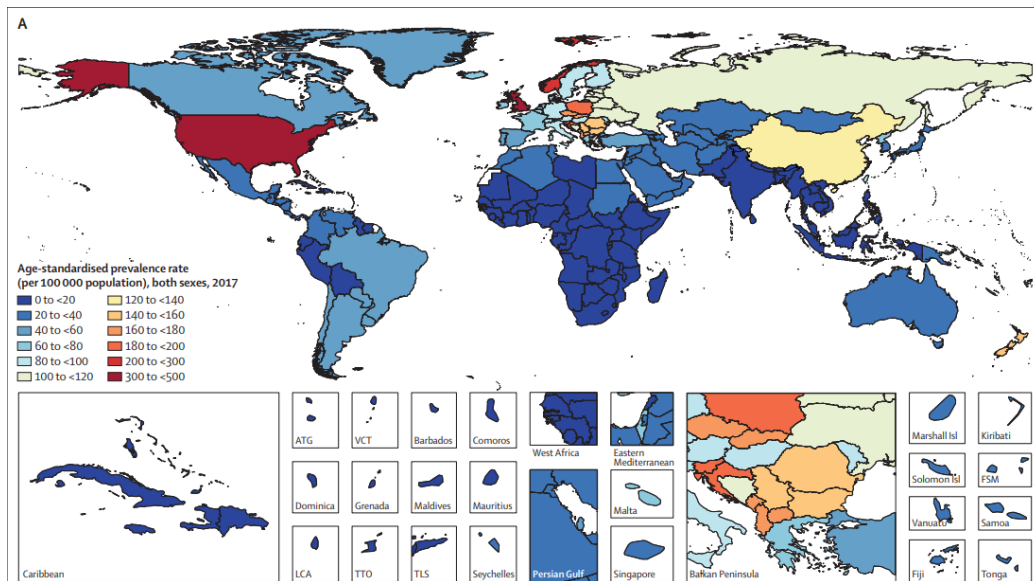 A
Age-standardised prevalence rate
(per 100 000 population), both sexes, 2017
0 to <20
20 to <40
40 to <60
60 to <80
80 to <100
100 to <120
120 to <140
140 to <160
160 to <180
180 to <200
200 to <300
300 to <500
Caribbean
ATG
VCT
Barbados
Comoros
Dominica
Grenada
Maldives
Mauritius
LCA
TTO
TLS
Seychelles
West Africa
Eastern
Mediterranean
Persian Gulf
Malta
Singapore
Balkan Peninsula
Marshall Isl
Kiribati
Solomon Isl
FSM
Vanuatu
Samoa
Fiji
Tonga